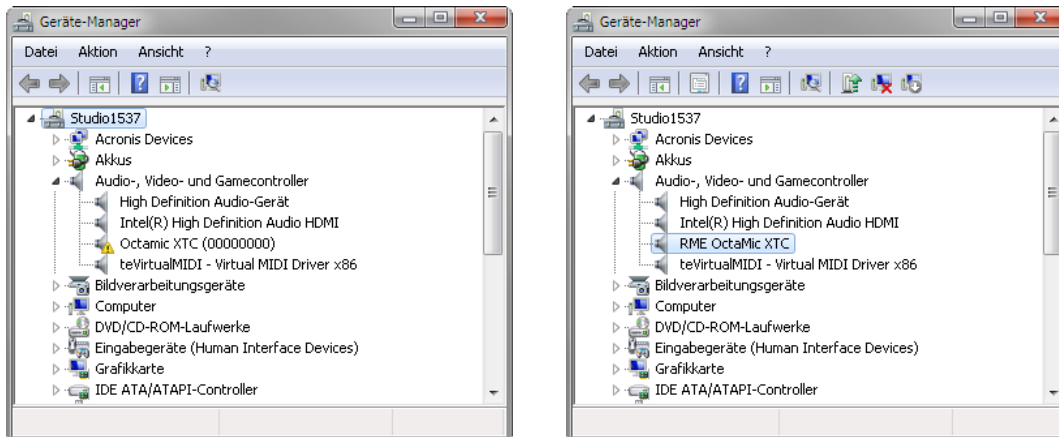 Geräte-Manager
Datei Aktion Ansicht ?
Studio1537
Acronis Devices
Akkus
Audio-, Video- und Gamecontroller
High Definition Audio-Gerät
Intel(R) High Definition Audio HDMI
Octamic XTC (00000000)
teVirtualMIDI - Virtual MIDI Driver x86
Bildverarbeitungsgeräte
Computer
DVD/CD-ROM-Laufwerke
Eingabegeräte (Human Interface Devices)
Grafikkarte
IDE ATA/ATAPI-Controller
Geräte-Manager
Datei Aktion Ansicht ?
Studio1537
Acronis Devices
Akkus
Audio-, Video- und Gamecontroller
High Definition Audio-Gerät
Intel(R) High Definition Audio HDMI
RME OctaMic XTC
teVirtualMIDI - Virtual MIDI Driver x86
Bildverarbeitungsgeräte
Computer
DVD/CD-ROM-Laufwerke
Eingabegeräte (Human Interface Devices)
Grafikkarte
IDE ATA/ATAPI-Controller